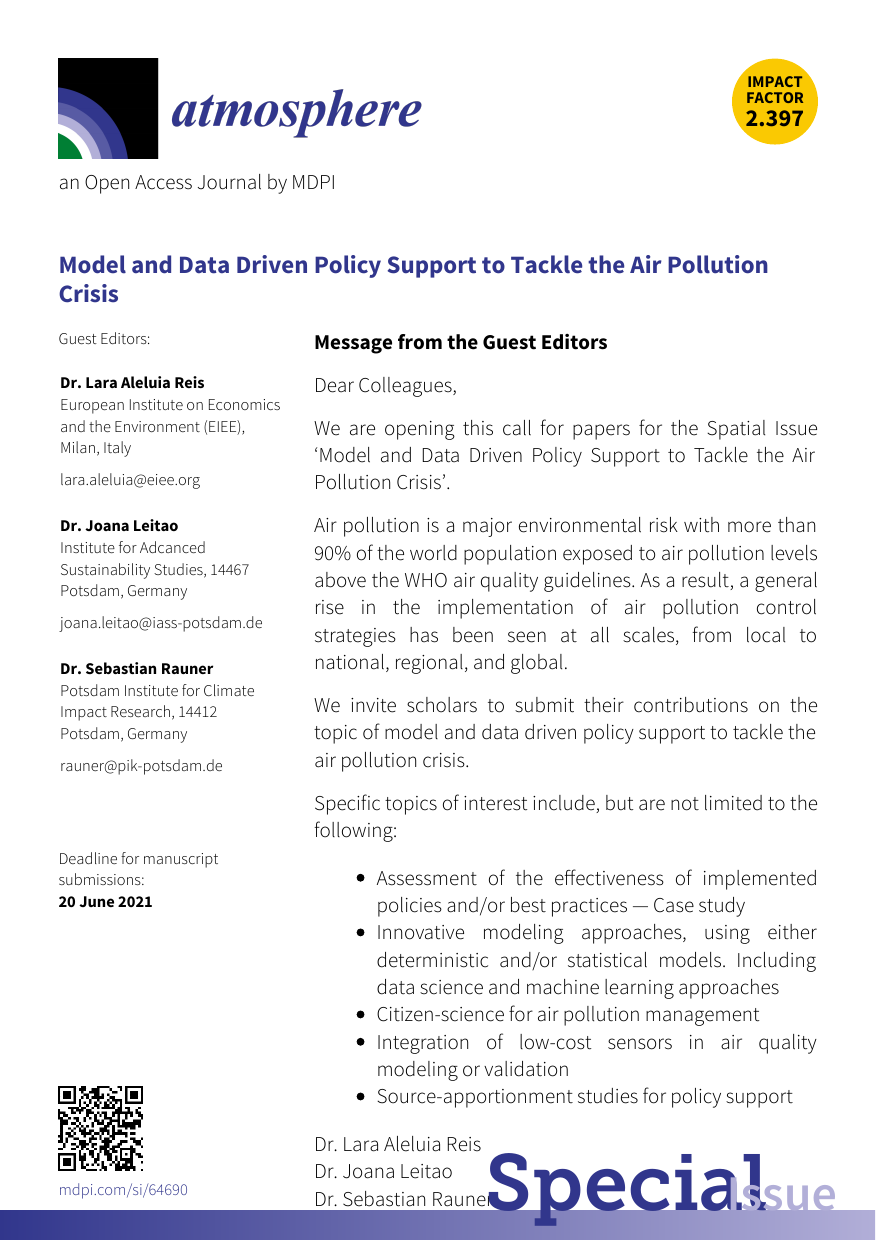 atmosphere
IMPACT
FACTOR
2.397
an Open Access Journal by MDPI
Model and Data Driven Policy Support to Tackle the Air Pollution
Crisis
Guest Editors:
Dr. Lara Aleluia Reis
European Institute on Economics
and the Environment (EIEE),
Milan, Italy
lara.aleluia@eiee.org
Dr. Joana Leitao
Institute for Adcanced
Sustainability Studies, 14467
Potsdam, Germany
joana.leitao@iass-potsdam.de
Dr. Sebastian Rauner
Potsdam Institute for Climate
Impact Research, 14412
Potsdam, Germany
rauner@pik-potsdam.de
Deadline for manuscript
submissions:
20 June 2021
mdpi.com/si/64690
Message from the Guest Editors
Dear Colleagues,
We are opening this call for papers for the Spatial Issue
‘Model and Data Driven Policy Support to Tackle the Air
Pollution Crisis’.
Air pollution is a major environmental risk with more than
90% of the world population exposed to air pollution levels
above the WHO air quality guidelines. As a result, a general
rise in the implementation of air pollution control
strategies has been seen at all scales, from local to
national, regional, and global.
We invite scholars to submit their contributions on the
topic of model and data driven policy support to tackle the
air pollution crisis.
Specific topics of interest include, but are not limited to the
following:
• Assessment of the effectiveness of implemented
policies and/or best practices — Case study
• Innovative modeling approaches, using either
deterministic and/or statistical models. Including
data science and machine learning approaches
• Citizen-science for air pollution management
• Integration of low-cost sensors in air quality
modeling or validation
• Source-apportionment studies for policy support
Dr. Lara Aleluia Reis
Dr. Joana Leitao
Dr. Sebastian Rauner
Special Issue